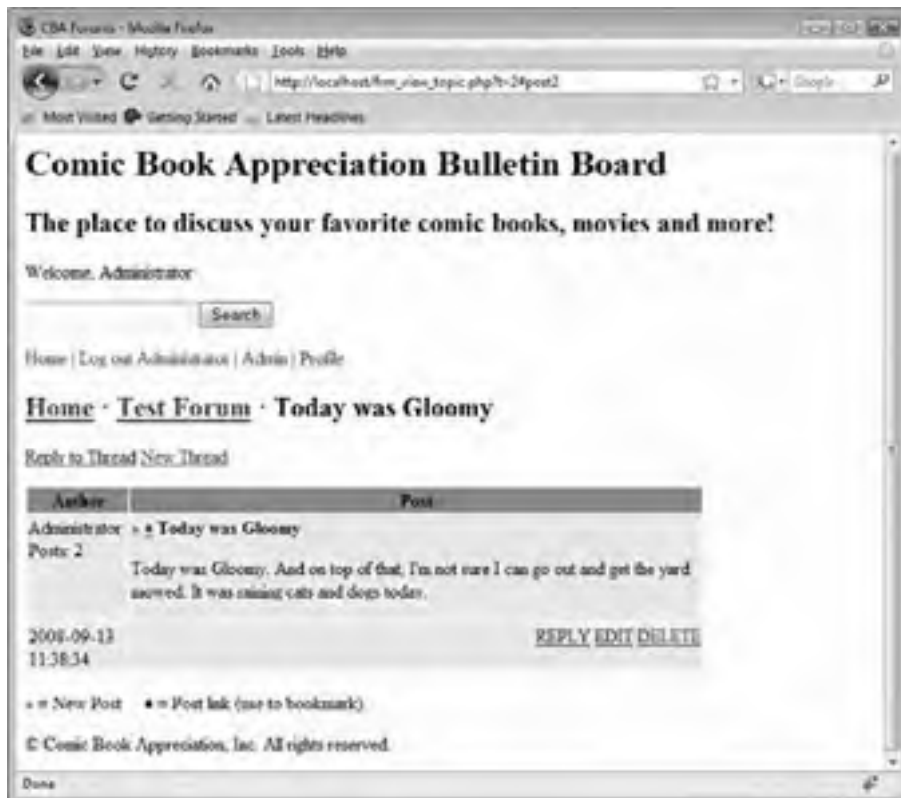 CBA Forums - Mozilla Firefox
File Edit View History Bookmarks Tools Help
http://localhost/frm_view_topic.php?t=2#post2
Google
Most Visited Getting Started Latest Headlines
Comic Book Appreciation Bulletin Board
The place to discuss your favorite comic books, movies and more!
Welcome, Administrator
Search
Home | Log out Administrator | Admin | Profile
Home · Test Forum · Today was Gloomy
Reply to Thread New Thread
Author Post
Administrator Today was Gloomy
Posts: 2
Today was Gloomy. And on top of that, I'm not sure I can go out and get the yard
mowed. It was raining cats and dogs today.
2008-09-13
11:38:34
REPLY EDIT DELETE
= New Post = Post link (use to bookmark)
© Comic Book Appreciation, Inc. All rights reserved.
Done